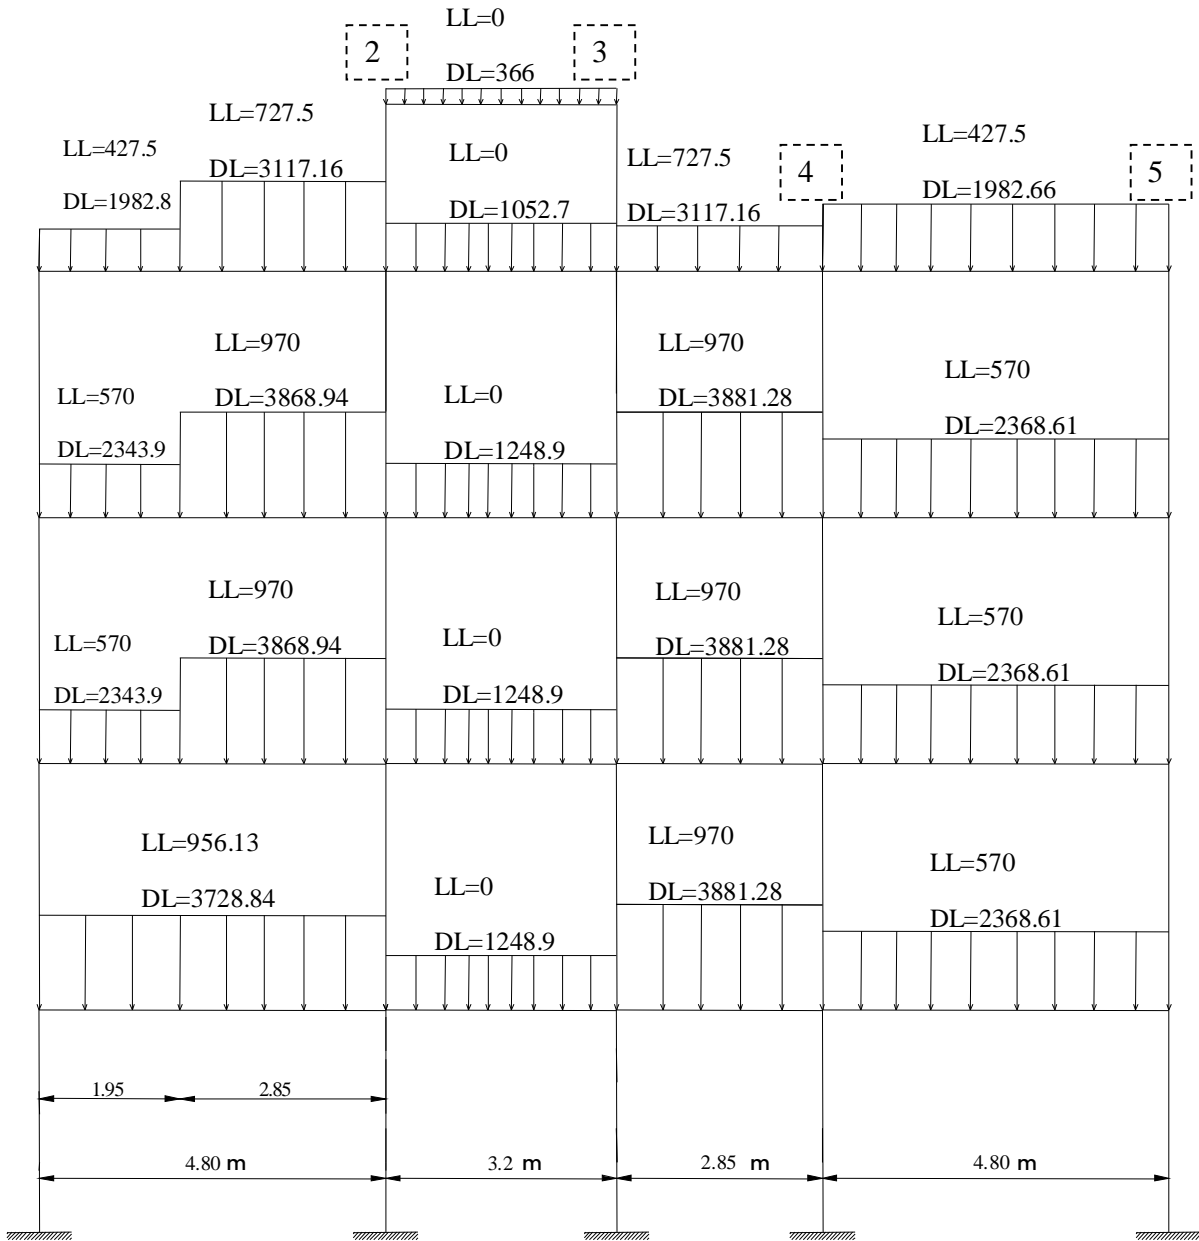 LL=0
2
3
DL=366
LL=727.5
LL=427.5
DL=3117.16
DL=1982.8
LL=0
DL=1052.7
LL=727.5
DL=3117.16
4
LL=427.5
DL=1982.66
5
LL=970
LL=570
DL=3868.94
DL=2343.9
LL=0
DL=1248.9
LL=970
DL=3881.28
LL=570
DL=2368.61
LL=970
LL=570
DL=3868.94
DL=2343.9
LL=0
DL=1248.9
LL=970
DL=3881.28
LL=570
DL=2368.61
LL=956.13
DL=3728.84
LL=0
DL=1248.9
LL=970
DL=3881.28
LL=570
DL=2368.61
1.95
2.85
4.80 m
3.2 m
2.85 m
4.80 m